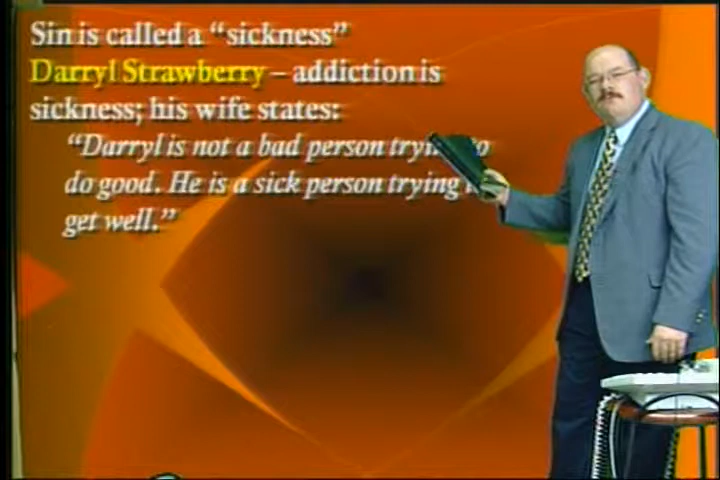 Sin is called a “sickness”
Darryl Strawberry – addiction is
sickness; his wife states:
“Darryl is not a bad person
do good. He is a sick person trying
get well.”